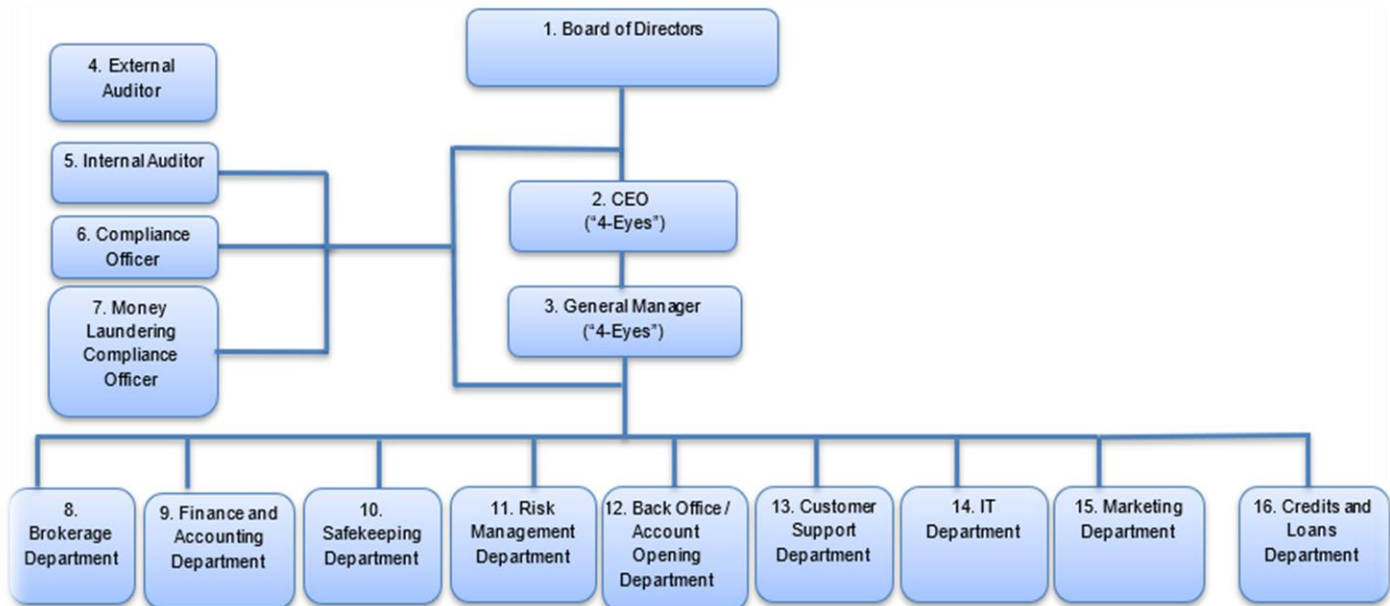 1. Board of Directors
4. External
Auditor
5. Internal Auditor
2. CEO
("4-Eyes")
6. Compliance
Officer
3. General Manager
("4-Eyes")
7. Money
Laundering
Compliance
Officer
8.
Brokerage
Department
9. Finance and
Accounting
Department
10.
Safekeeping
Department
11. Risk
Management
Department
12. Back Office /
Account
Opening
Department
13. Customer
Support
Department
14. IT
Department
15. Marketing
Department
16. Credits and
Loans
Department